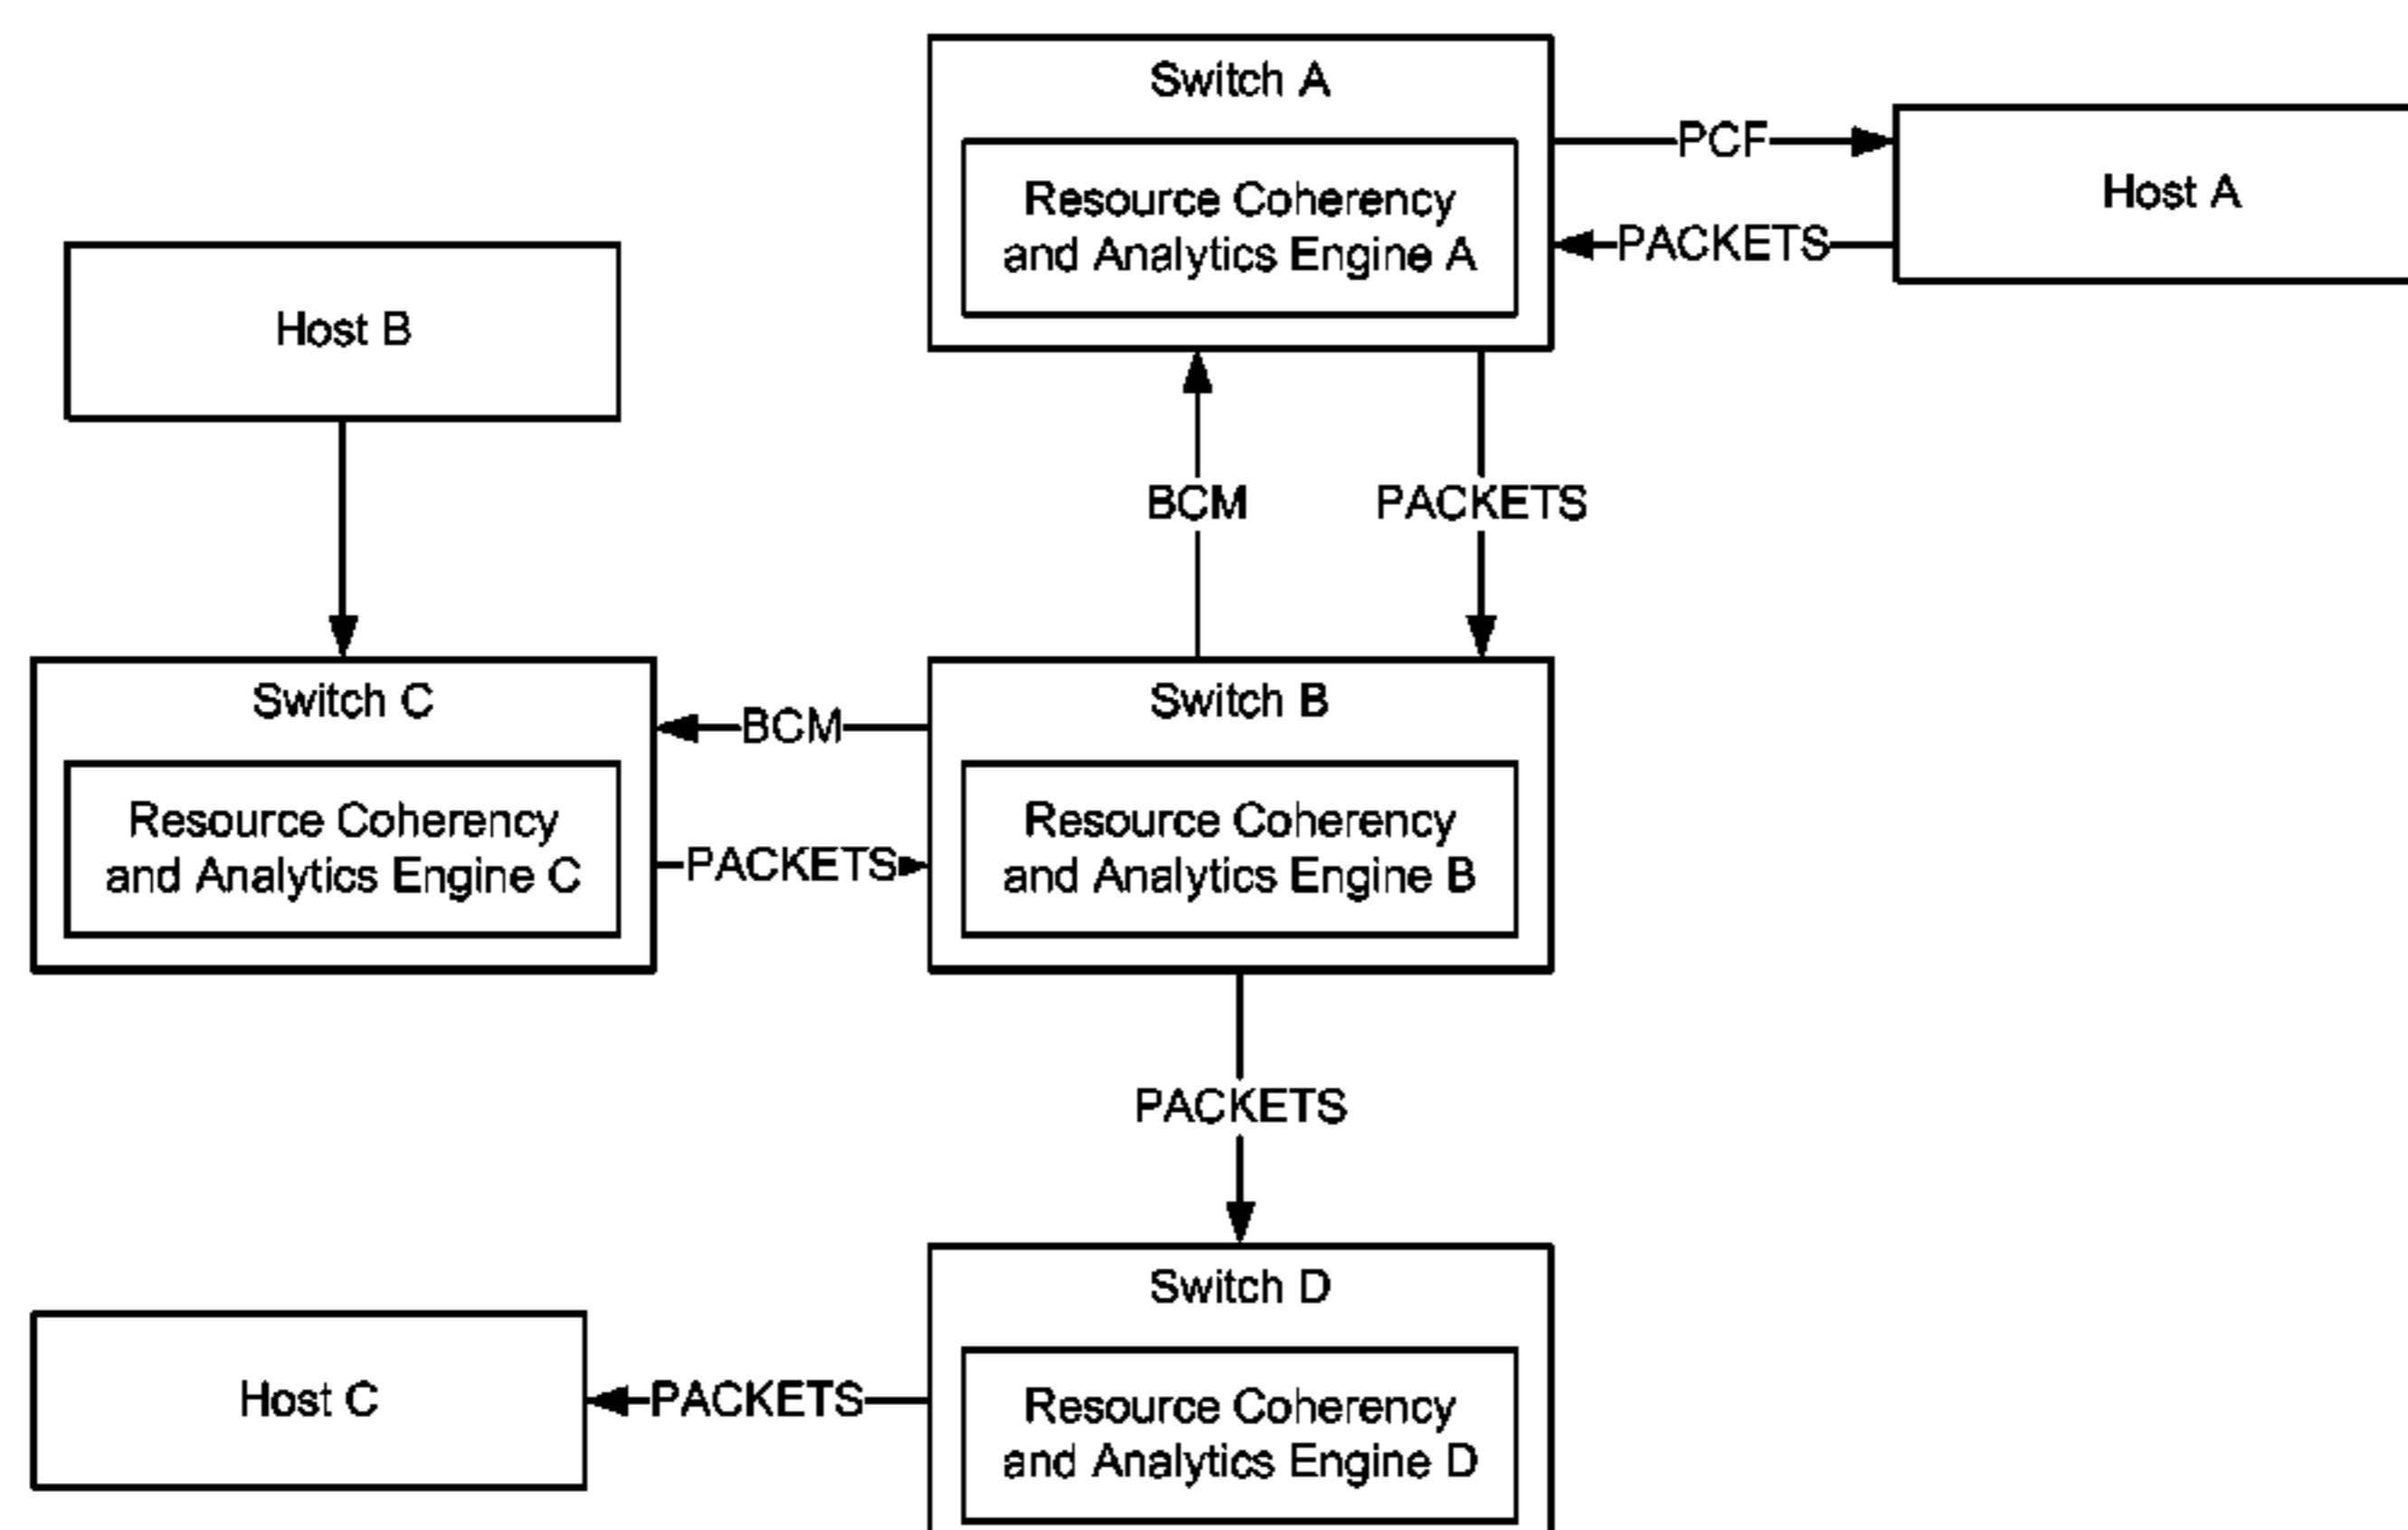 Switch A
Resource Coherency
and Analytics Engine A
PCF
PACKETS
Host A
Host B
BCM
PACKETS
Switch C
Resource Coherency
and Analytics Engine C
BCM
PACKETS
Switch B
Resource Coherency
and Analytics Engine B
PACKETS
Switch D
Resource Coherency
and Analytics Engine D
PACKETS
Host C